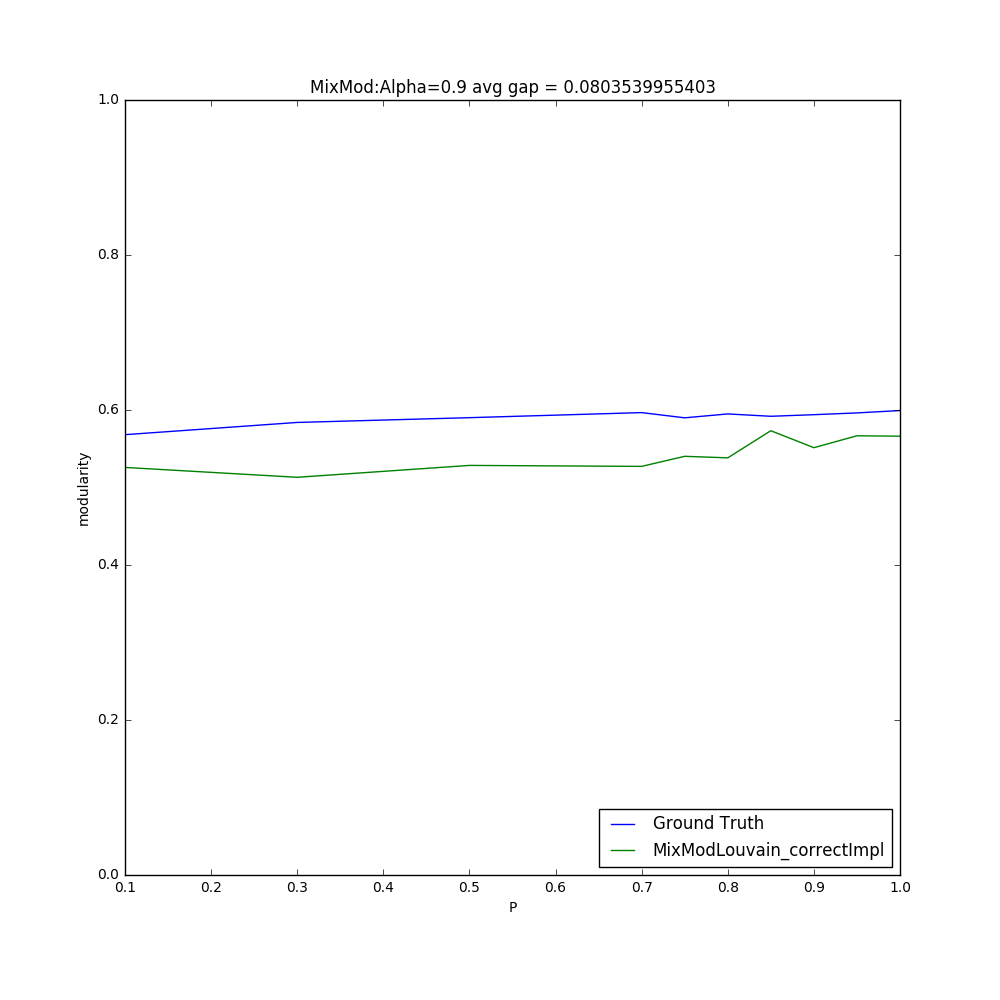 MixMod:Alpha=0.9 avg gap = 0.0803539955403
1.0
0.8
0.6
0.4
0.2
0.0
modularity
0.1 0.2 0.3 0.4 0.5 0.6 0.7 0.8 0.9 1.0
P
Ground Truth
MixModLouvain_correctImpl